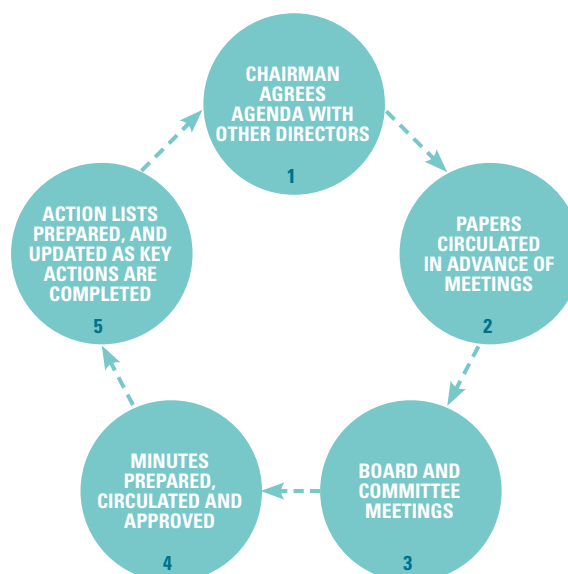 CHAIRMAN
AGREES
AGENDA WITH
OTHER DIRECTORS
1
PAPERS
CIRCULATED
IN ADVANCE OF
MEETINGS
2
BOARD AND
COMMITTEE
MEETINGS
3
MINUTES
PREPARED,
CIRCULATED AND
APPROVED
4
ACTION LISTS
PREPARED, AND
UPDATED AS KEY
ACTIONS ARE
COMPLETED
5